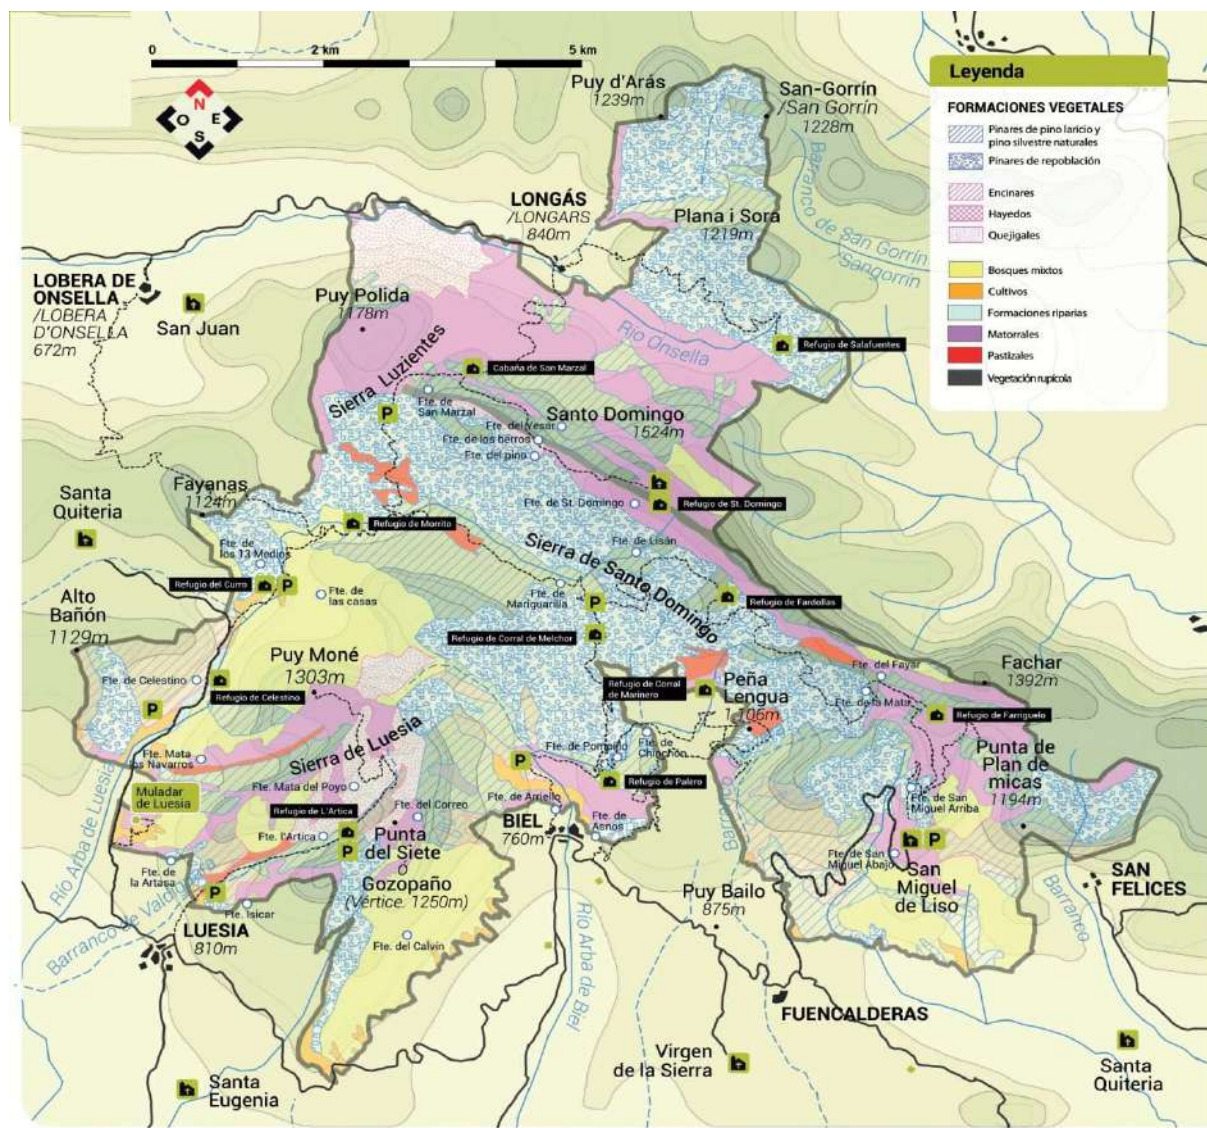 0
2 km
5 km
N
O
E
S
Puy d'Arás
1239m
San-Gorrín
/San Gorrín
1228m
Leyenda
FORMACIONES VEGETALES
Pinares de pino laricio y
pino silvestre naturales
Pinares de repoblación
Encinares
Hayedos
Quejigales
Bosques mixtos
Cultivos
Formaciones riparias
Matorrales
Pastizales
Vegetación rupícola
Barranco de San Gorrín
/Sangorrín
LONGÁS
/LONGARS
840m
Plana i Sora
1219m
LOBERA DE
ONSELLA
/LOBERA
D'ONSELLA
672m
San Juan
Puy Polida
1178m
Río Onsella
Refugio de Salafuentes
Sierra Luzientes
Cabaña de San Marzal
P
Fte. de
San Marzal
Santo Domingo
1524m
Fte. del Yesar
Fte. de los berros
Fte. del pino
Fayanas
1124m
Santa
Quiteria
Fte. de St. Domingo
Refugio de St. Domingo
Refugio de Morrito
Fte. de
los 13 Medios
Sierra de Santo Domingo
Fte. de Lisán
Refugio del Curro
P
Fte. de
las casas
Fte. de
Mariguarilla
P
Refugio de Fardollas
Alto
Bañón
1129m
Refugio de Corral de Melchor
Puy Moné
1303m
Fte. de Celestino
Refugio de Celestino
P
Refugio de Corral
de Marinero
Peña
Lengua
1106m
Fte. del Fayar
Fte. de la Mata
Fachar
1392m
Refugio de Farriguelo
Sierra de Luesia
Fte. Mata
los Navarros
Fte. de Pompillo
Fte. de
Chinchón
Punta de
Plan de
micas
1194m
Río Arba de Luesia
Muladar
de Luesia
Fte. Mata del Poyo
P
Refugio de Palero
Refugio de L'Artica
Fte. del Correo
Fte. de Arriello
Fte. de San
Miguel Arriba
BIEL
760m
Fte. de
Asnos
Fte. l'Artica
P
Punta
del Siete
P
Fte. de San
Miguel Abajo
San
Miguel
de Liso
Fte. de
la Artasa
P
Gozopaño
(Vértice. 1250m)
Puy Bailo
875m
SAN
FELICES
Barranco
Fte. Isicar
LUESIA
810m
Fte. del Calvin
Río Arba de Biel
FUENCALDERAS
Virgen
de la Sierra
Santa
Eugenia
Santa
Quiteria